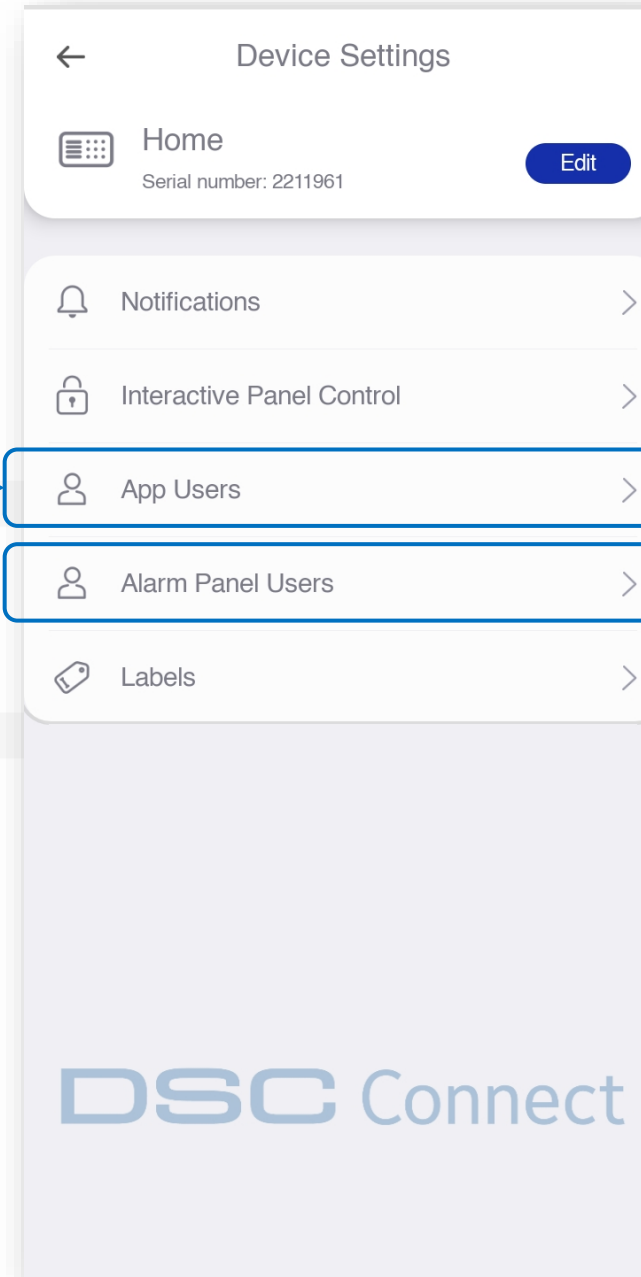 Device Settings
Home
Serial number: 2211961
Edit
Notifications
Interactive Panel Control
App Users
Alarm Panel Users
Labels
DSC Connect